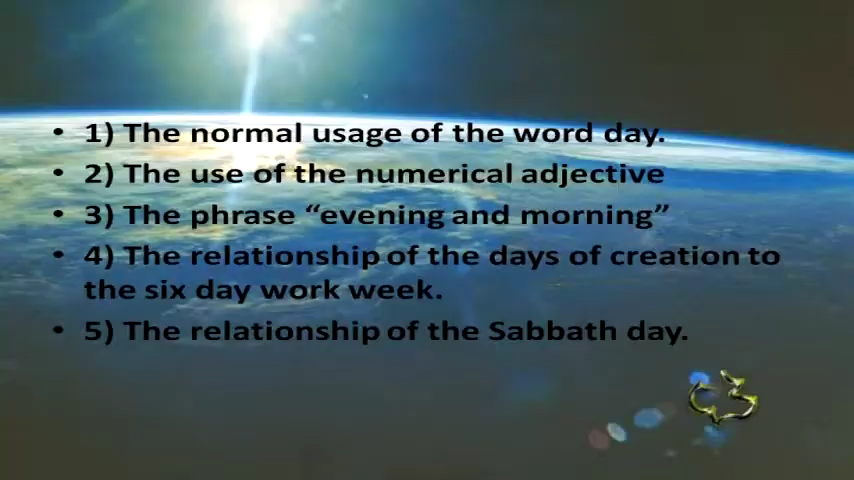 • 1) The normal usage of the word day.
• 2) The use of the numerical adjective
• 3) The phrase “evening and morning”
• 4) The relationship of the days of creation to
the six day work week.
• 5) The relationship of the Sabbath day.